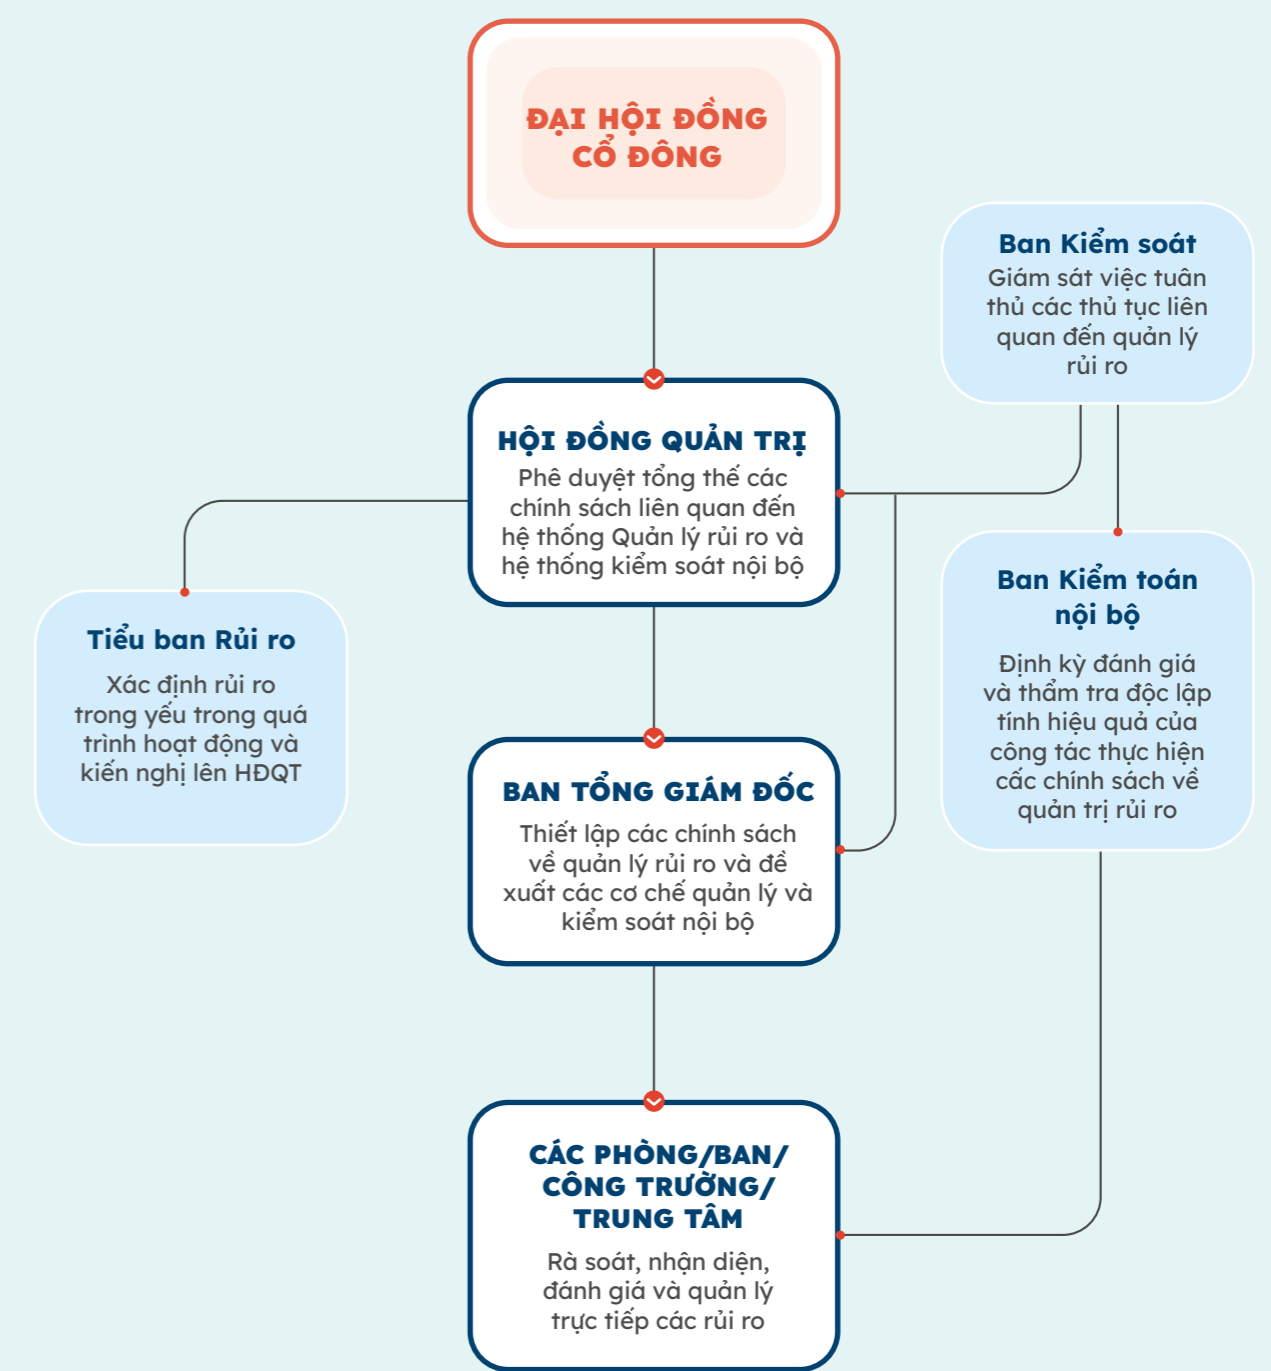 ĐẠI HỘI ĐỒNG
CỔ ĐÔNG
Ban Kiểm soát
Giám sát việc tuân
thủ các thủ tục liên
quan đến quản lý
rủi ro
HỘI ĐỒNG QUẢN TRỊ
Phê duyệt tổng thế các
chính sách liên quan đến
hệ thống Quản lý rủi ro và
hệ thống kiểm soát nội bộ
Tiểu ban Rủi ro
Xác định rủi ro
trong yếu trong quá
trình hoạt động và
kiến nghị lên HĐQT
Ban Kiểm toán
nội bộ
Định kỳ đánh giá
và thẩm tra độc lập
tính hiệu quả của
công tác thực hiện
cấc chính sách về
quản trị rủi ro
BAN TỔNG GIÁM ĐỐC
Thiết lập các chính sách
về quản lý rủi ro và đề
xuất các cơ chế quản lý và
kiểm soát nội bộ
CÁC PHÒNG/BAN/
CÔNG TRƯỜNG/
TRUNG TÂM
Rà soát, nhận diện,
đánh giá và quản lý
trực tiếp các rủi ro